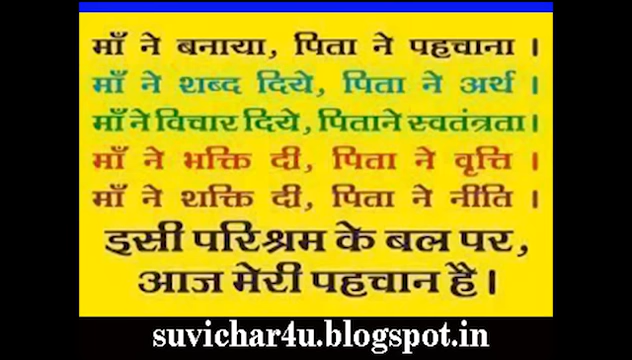 माँ ने बनाया, पिता ने पहचाना ।
माँ ने शब्द दिये, पिता ने अर्थ ।
माँ ने विचार दिये, पिताने स्वतंत्रता।
माँ ने भक्ति दी, पिता ने वृत्ति ।
माँ ने शक्ति दी, पिता ने नीति ।
इसी परिश्रम के बल पर,
आज मेरी पहचान है।
suvichar4u.blogspot.in